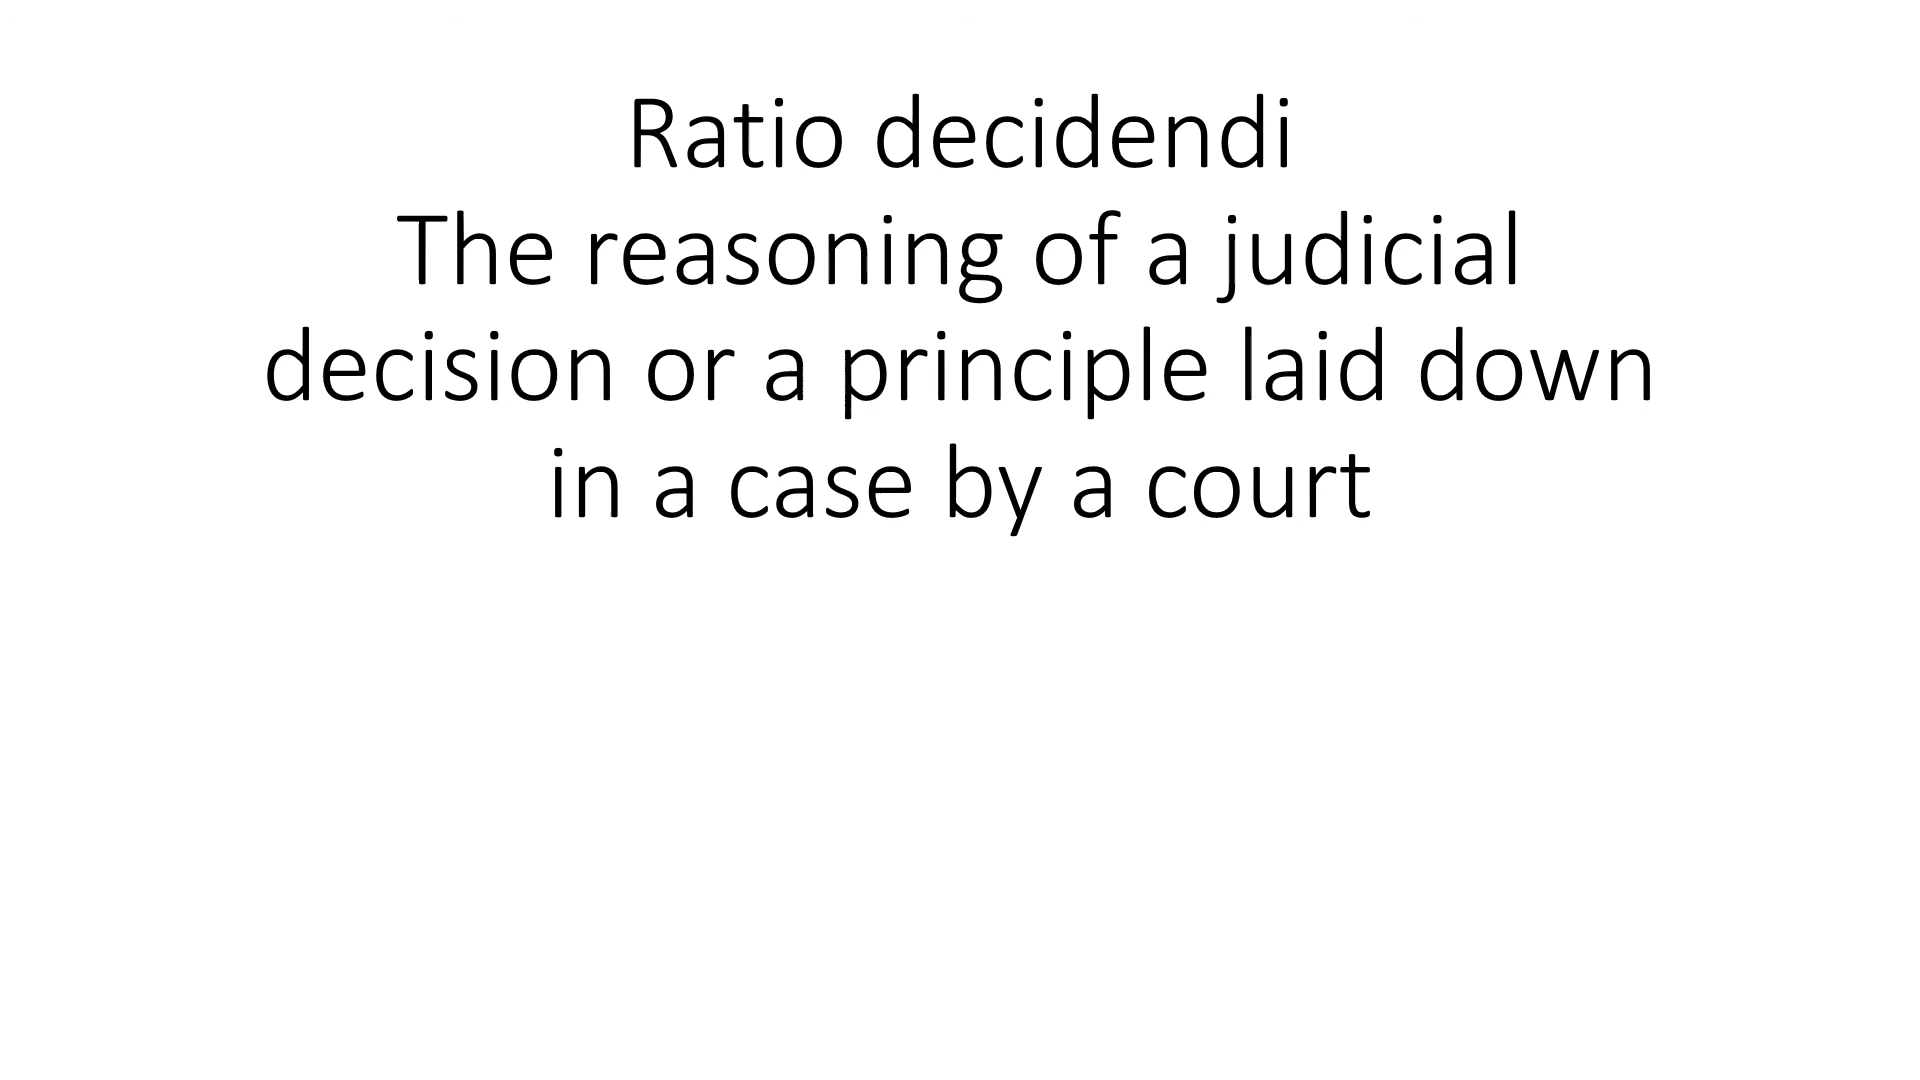 Ratio decidendi
The reasoning of a judicial
decision or a principle laid down
in a case by a court